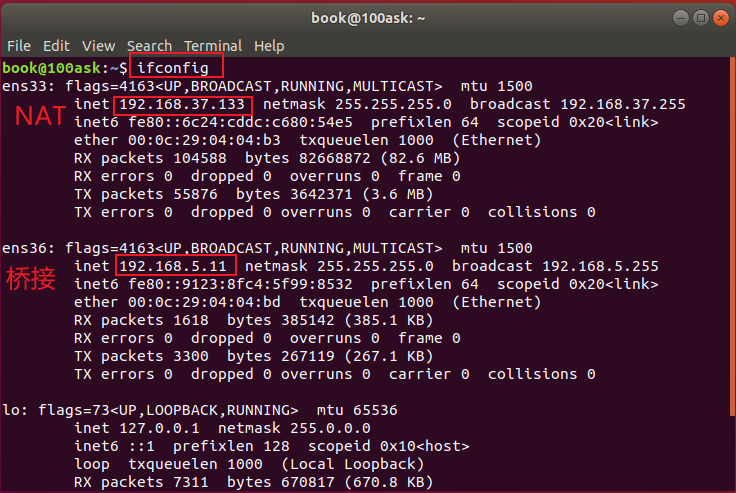 book@100ask: ~
File Edit View Search Terminal Help
book@100ask:~$ ifconfig
ens33: flags=4163<UP,BROADCAST,RUNNING,MULTICAST>  mtu 1500
NAT
inet 192.168.37.133  netmask 255.255.255.0  broadcast 192.168.37.255
inet6 fe80::6c24:cddc:c680:54e5  prefixlen 64  scopeid 0x20<link>
ether 00:0c:29:04:04:b3  txqueuelen 1000  (Ethernet)
RX packets 104588  bytes 82668872 (82.6 MB)
RX errors 0  dropped 0  overruns 0  frame 0
TX packets 55876  bytes 3642371 (3.6 MB)
TX errors 0  dropped 0 overruns 0  carrier 0  collisions 0
ens36: flags=4163<UP,BROADCAST,RUNNING,MULTICAST>  mtu 1500
桥接
inet 192.168.5.11  netmask 255.255.255.0  broadcast 192.168.5.255
inet6 fe80::9123:8fc4:5f99:8532  prefixlen 64  scopeid 0x20<link>
ether 00:0c:29:04:04:bd  txqueuelen 1000  (Ethernet)
RX packets 1618  bytes 385142 (385.1 KB)
RX errors 0  dropped 0  overruns 0  frame 0
TX packets 3300  bytes 267119 (267.1 KB)
TX errors 0  dropped 0 overruns 0  carrier 0  collisions 0
lo: flags=73<UP,LOOPBACK,RUNNING>  mtu 65536
inet 127.0.0.1  netmask 255.0.0.0
inet6 ::1  prefixlen 128  scopeid 0x10<host>
loop  txqueuelen 1000  (Local Loopback)
RX packets 7311  bytes 670817 (670.8 KB)